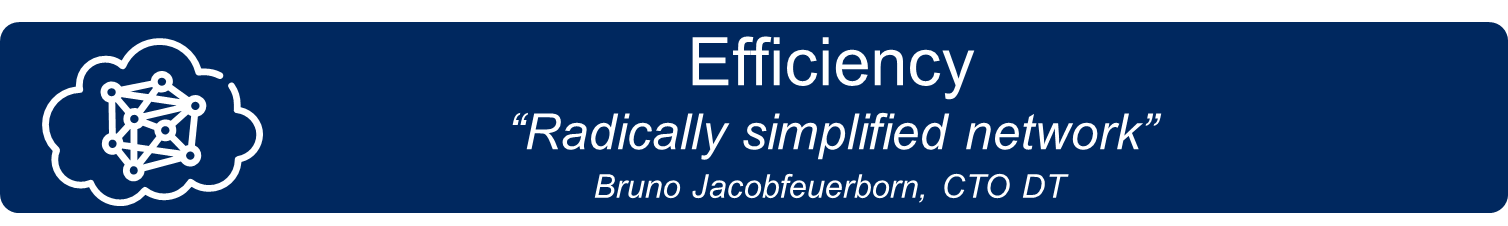 Efficiency
“Radically simplified network”
Bruno Jacobfeuerborn, CTO DT